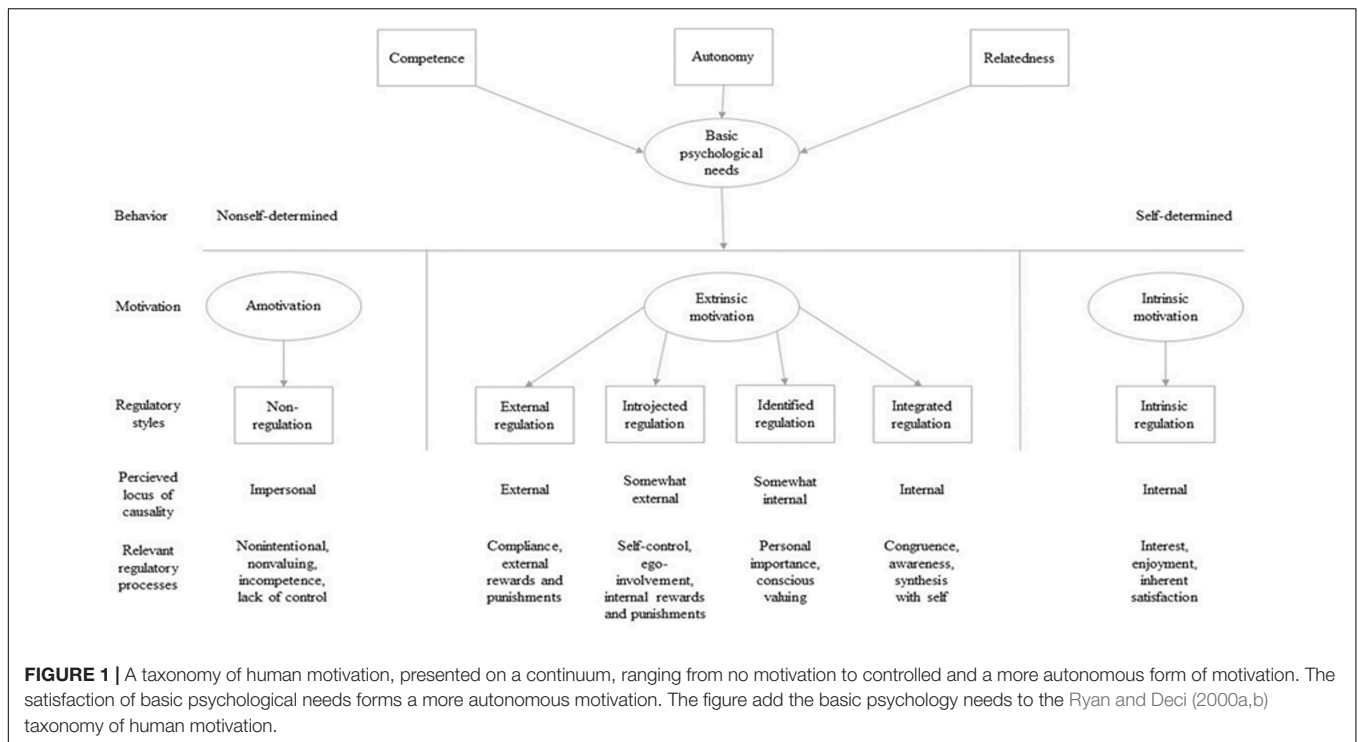 Competence
Autonomy
Relatedness
Basic
psychological
needs
Behavior
Nonself-determined
Self-determined
Motivation
Amotivation
Extrinsic
motivation
Intrinsic
motivation
Regulatory
styles
Non-
regulation
External
regulation
Introjected
regulation
Identified
regulation
Integrated
regulation
Intrinsic
regulation
Percieved
locus of
causality
Impersonal
External
Somewhat
external
Somewhat
internal
Internal
Internal
Relevant
regulatory
processes
Nonintentional,
nonvaluing,
incompetence,
lack of control
Compliance,
external
rewards and
punishments
Self-control,
ego-
involvement,
internal rewards
and punishments
Personal
importance,
conscious
valuing
Congruence,
awareness,
synthesis
with self
Interest,
enjoyment,
inherent
satisfaction
FIGURE 1 | A taxonomy of human motivation, presented on a continuum, ranging from no motivation to controlled and a more autonomous form of motivation. The
satisfaction of basic psychological needs forms a more autonomous motivation. The figure add the basic psychology needs to the Ryan and Deci (2000a,b)
taxonomy of human motivation.